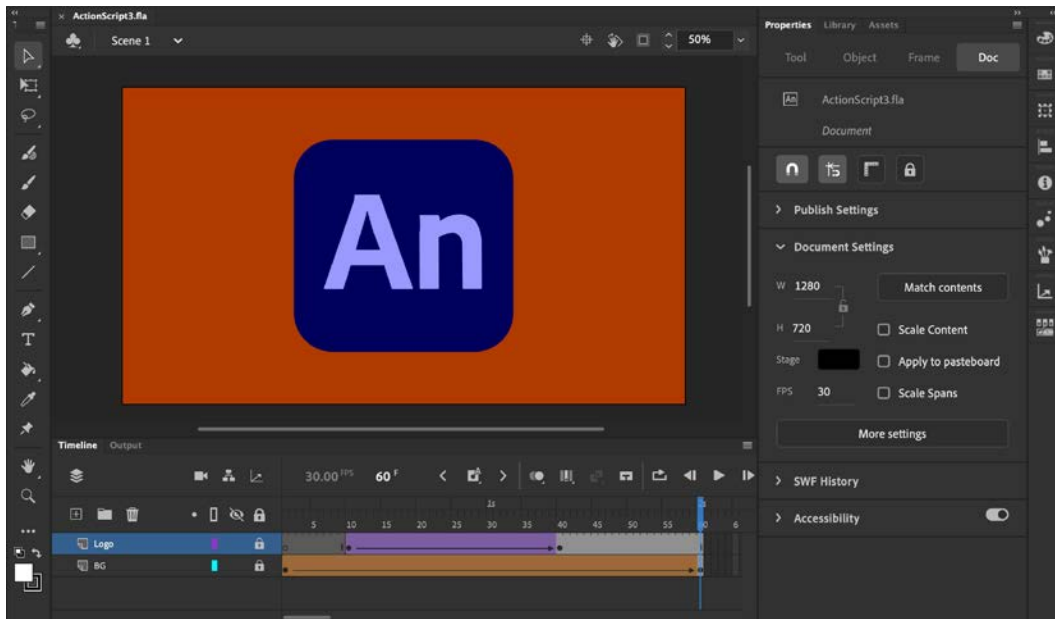 ActionScript3.fla
Scene 1
50%
An
Timeline Output
30.00 FPS 60 F
1s
5 10 15 20 25 30 35 40 45 50 55 6
Logo
BG
Properties Library Assets
Tool Object Frame Doc
An ActionScript3.fla
Document
Publish Settings
Document Settings
W 1280 Match contents
H 720 Scale Content
Stage Apply to pasteboard
FPS 30 Scale Spans
More settings
SWF History
Accessibility